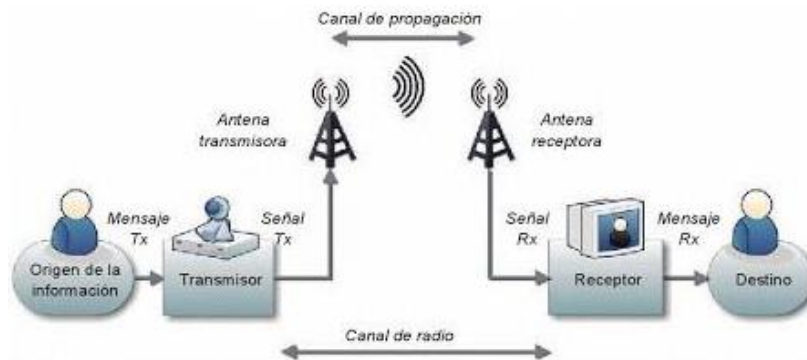 Canal de propagación
Antena
transmisora
Antena
receptora
Mensaje
Tx
Señal
Tx
Señal
Rx
Mensaje
Rx
Origen de la
información
Transmisor
Receptor
Destino
Canal de radio